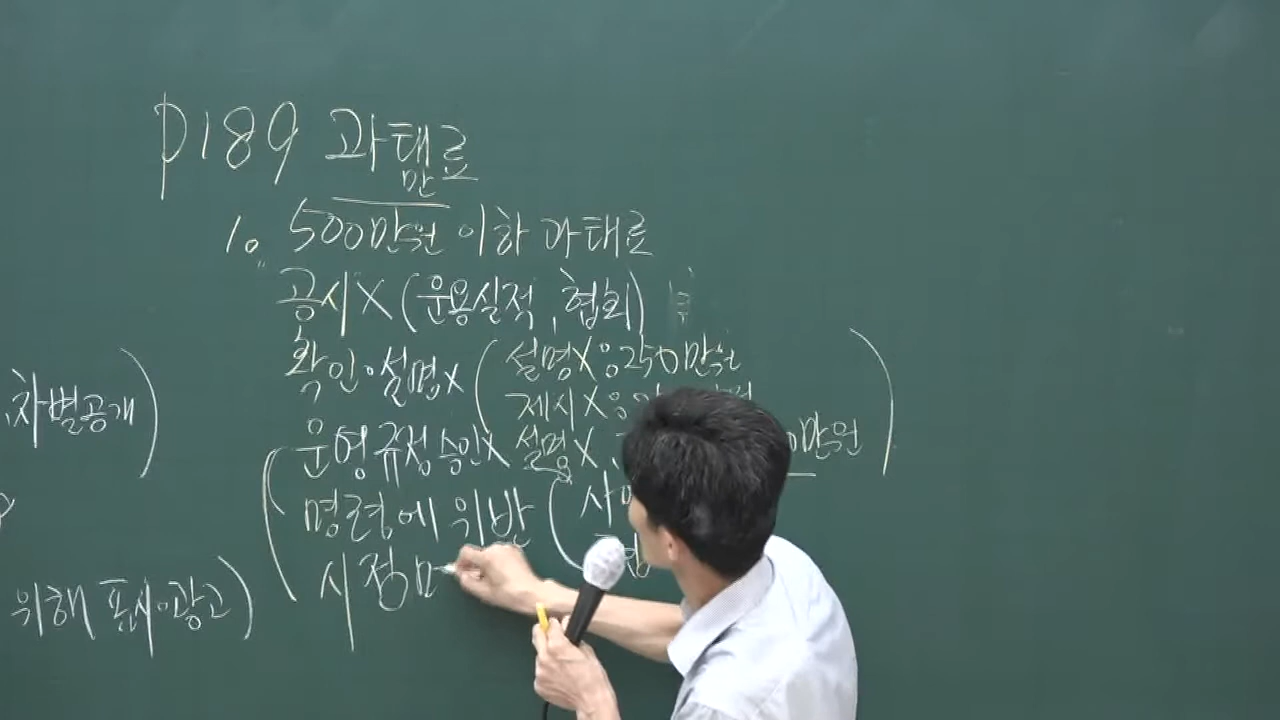 P189 과태료
만
1. 500만원 이하 과태료
공시X (운용실적, 협회)
확인·설명X ( 설명X : 250만원
제시X :
차별공개)
운영규정승인X 설명X, 만원 )
( 명령에 위반 (
시정
위해 표시·광고)